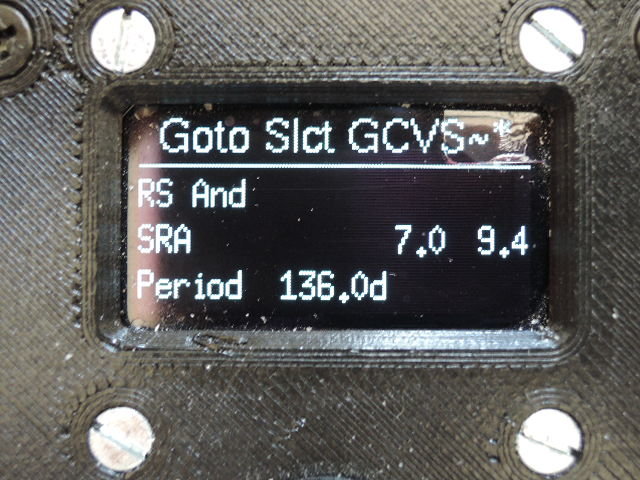 Goto Slct GCVS~*
RS And
SRA 7.0 9.4
Period 136.0d